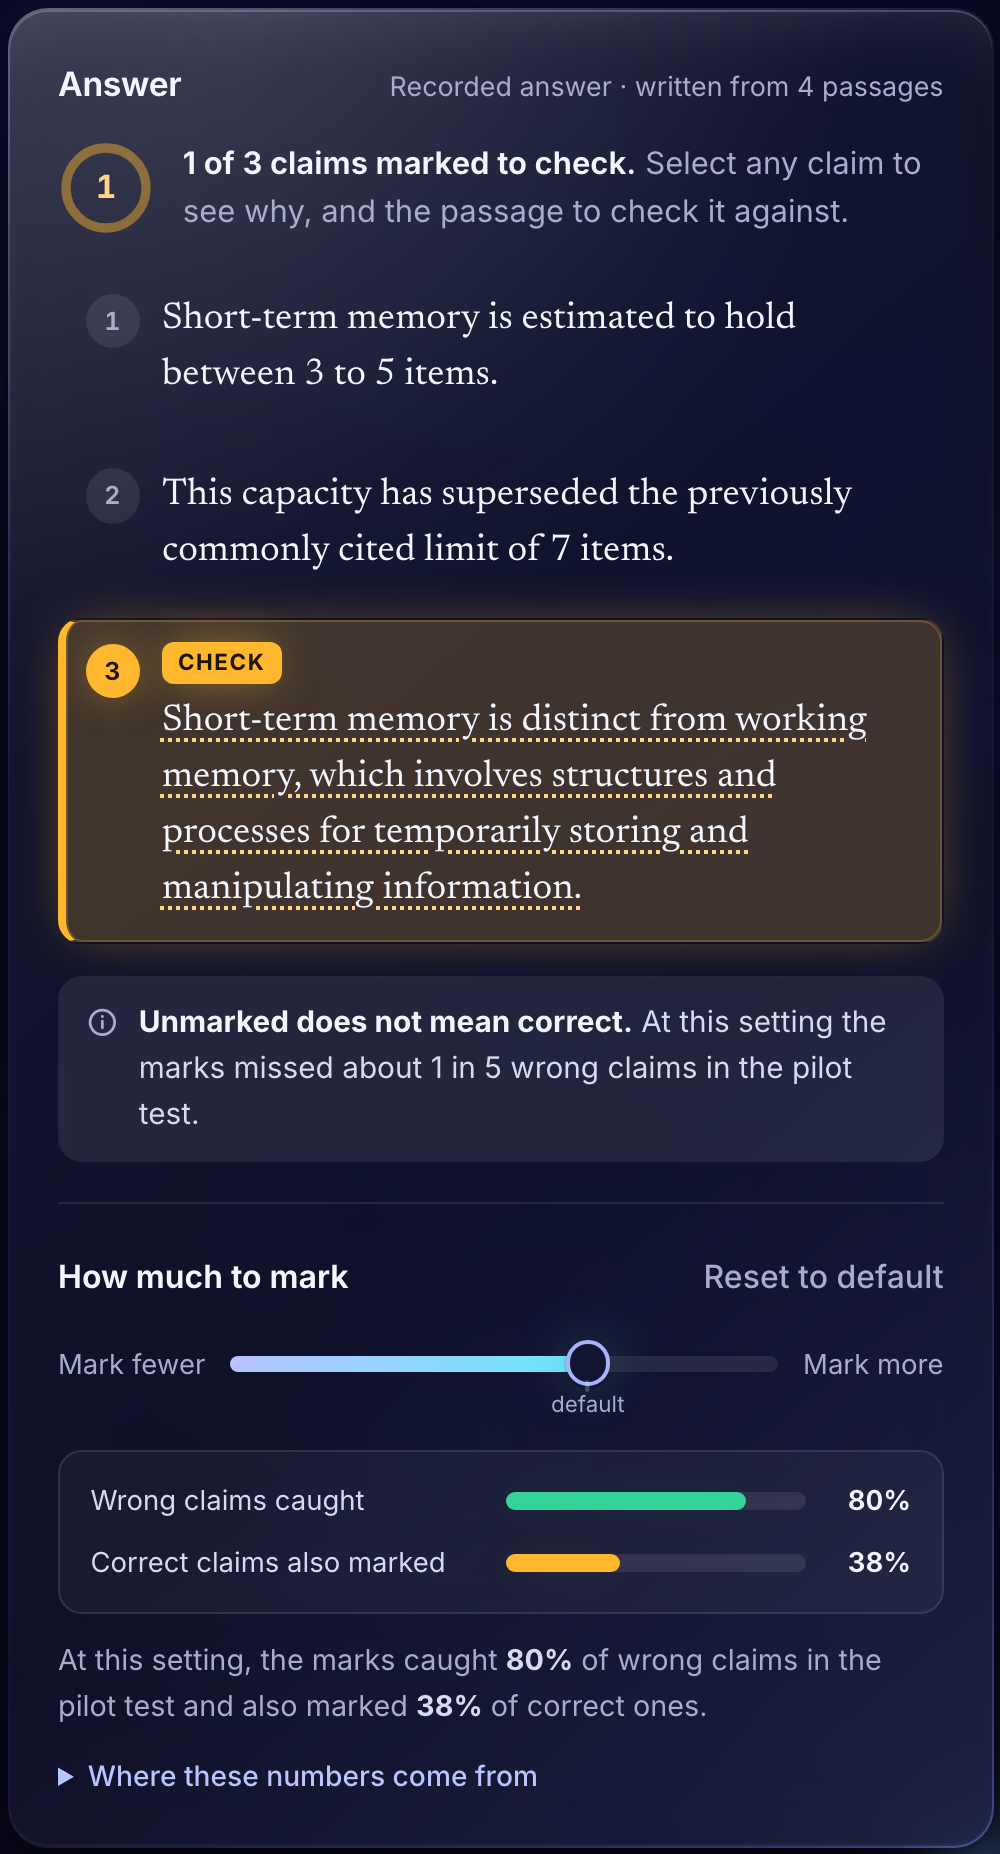 Answer
Recorded answer · written from 4 passages
1
1 of 3 claims marked to check. Select any claim to
see why, and the passage to check it against.
1
Short-term memory is estimated to hold
between 3 to 5 items.
2
This capacity has superseded the previously
commonly cited limit of 7 items.
3
CHECK
Short-term memory is distinct from working
memory, which involves structures and
processes for temporarily storing and
manipulating information.
Unmarked does not mean correct. At this setting the
marks missed about 1 in 5 wrong claims in the pilot
test.
How much to mark
Reset to default
Mark fewer
Mark more
default
Wrong claims caught 80%
Correct claims also marked 38%
At this setting, the marks caught 80% of wrong claims in the
pilot test and also marked 38% of correct ones.
Where these numbers come from